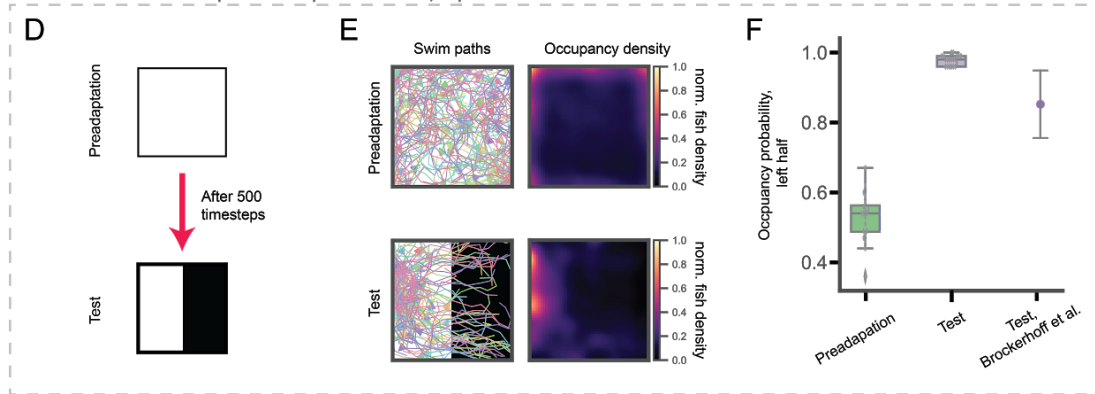 D
Preadaptation
After 500
timesteps
Test
E
Swim paths
Occupancy density
Preadaptation
1.0
0.8
0.6
0.4
0.2
0.0
norm. fish density
Test
1.0
0.8
0.6
0.4
0.2
0.0
norm. fish density
F
Occpuancy probability,
left half
1.0
0.8
0.6
0.4
Preadapation
Test
Test,
Brockerhoff et al.